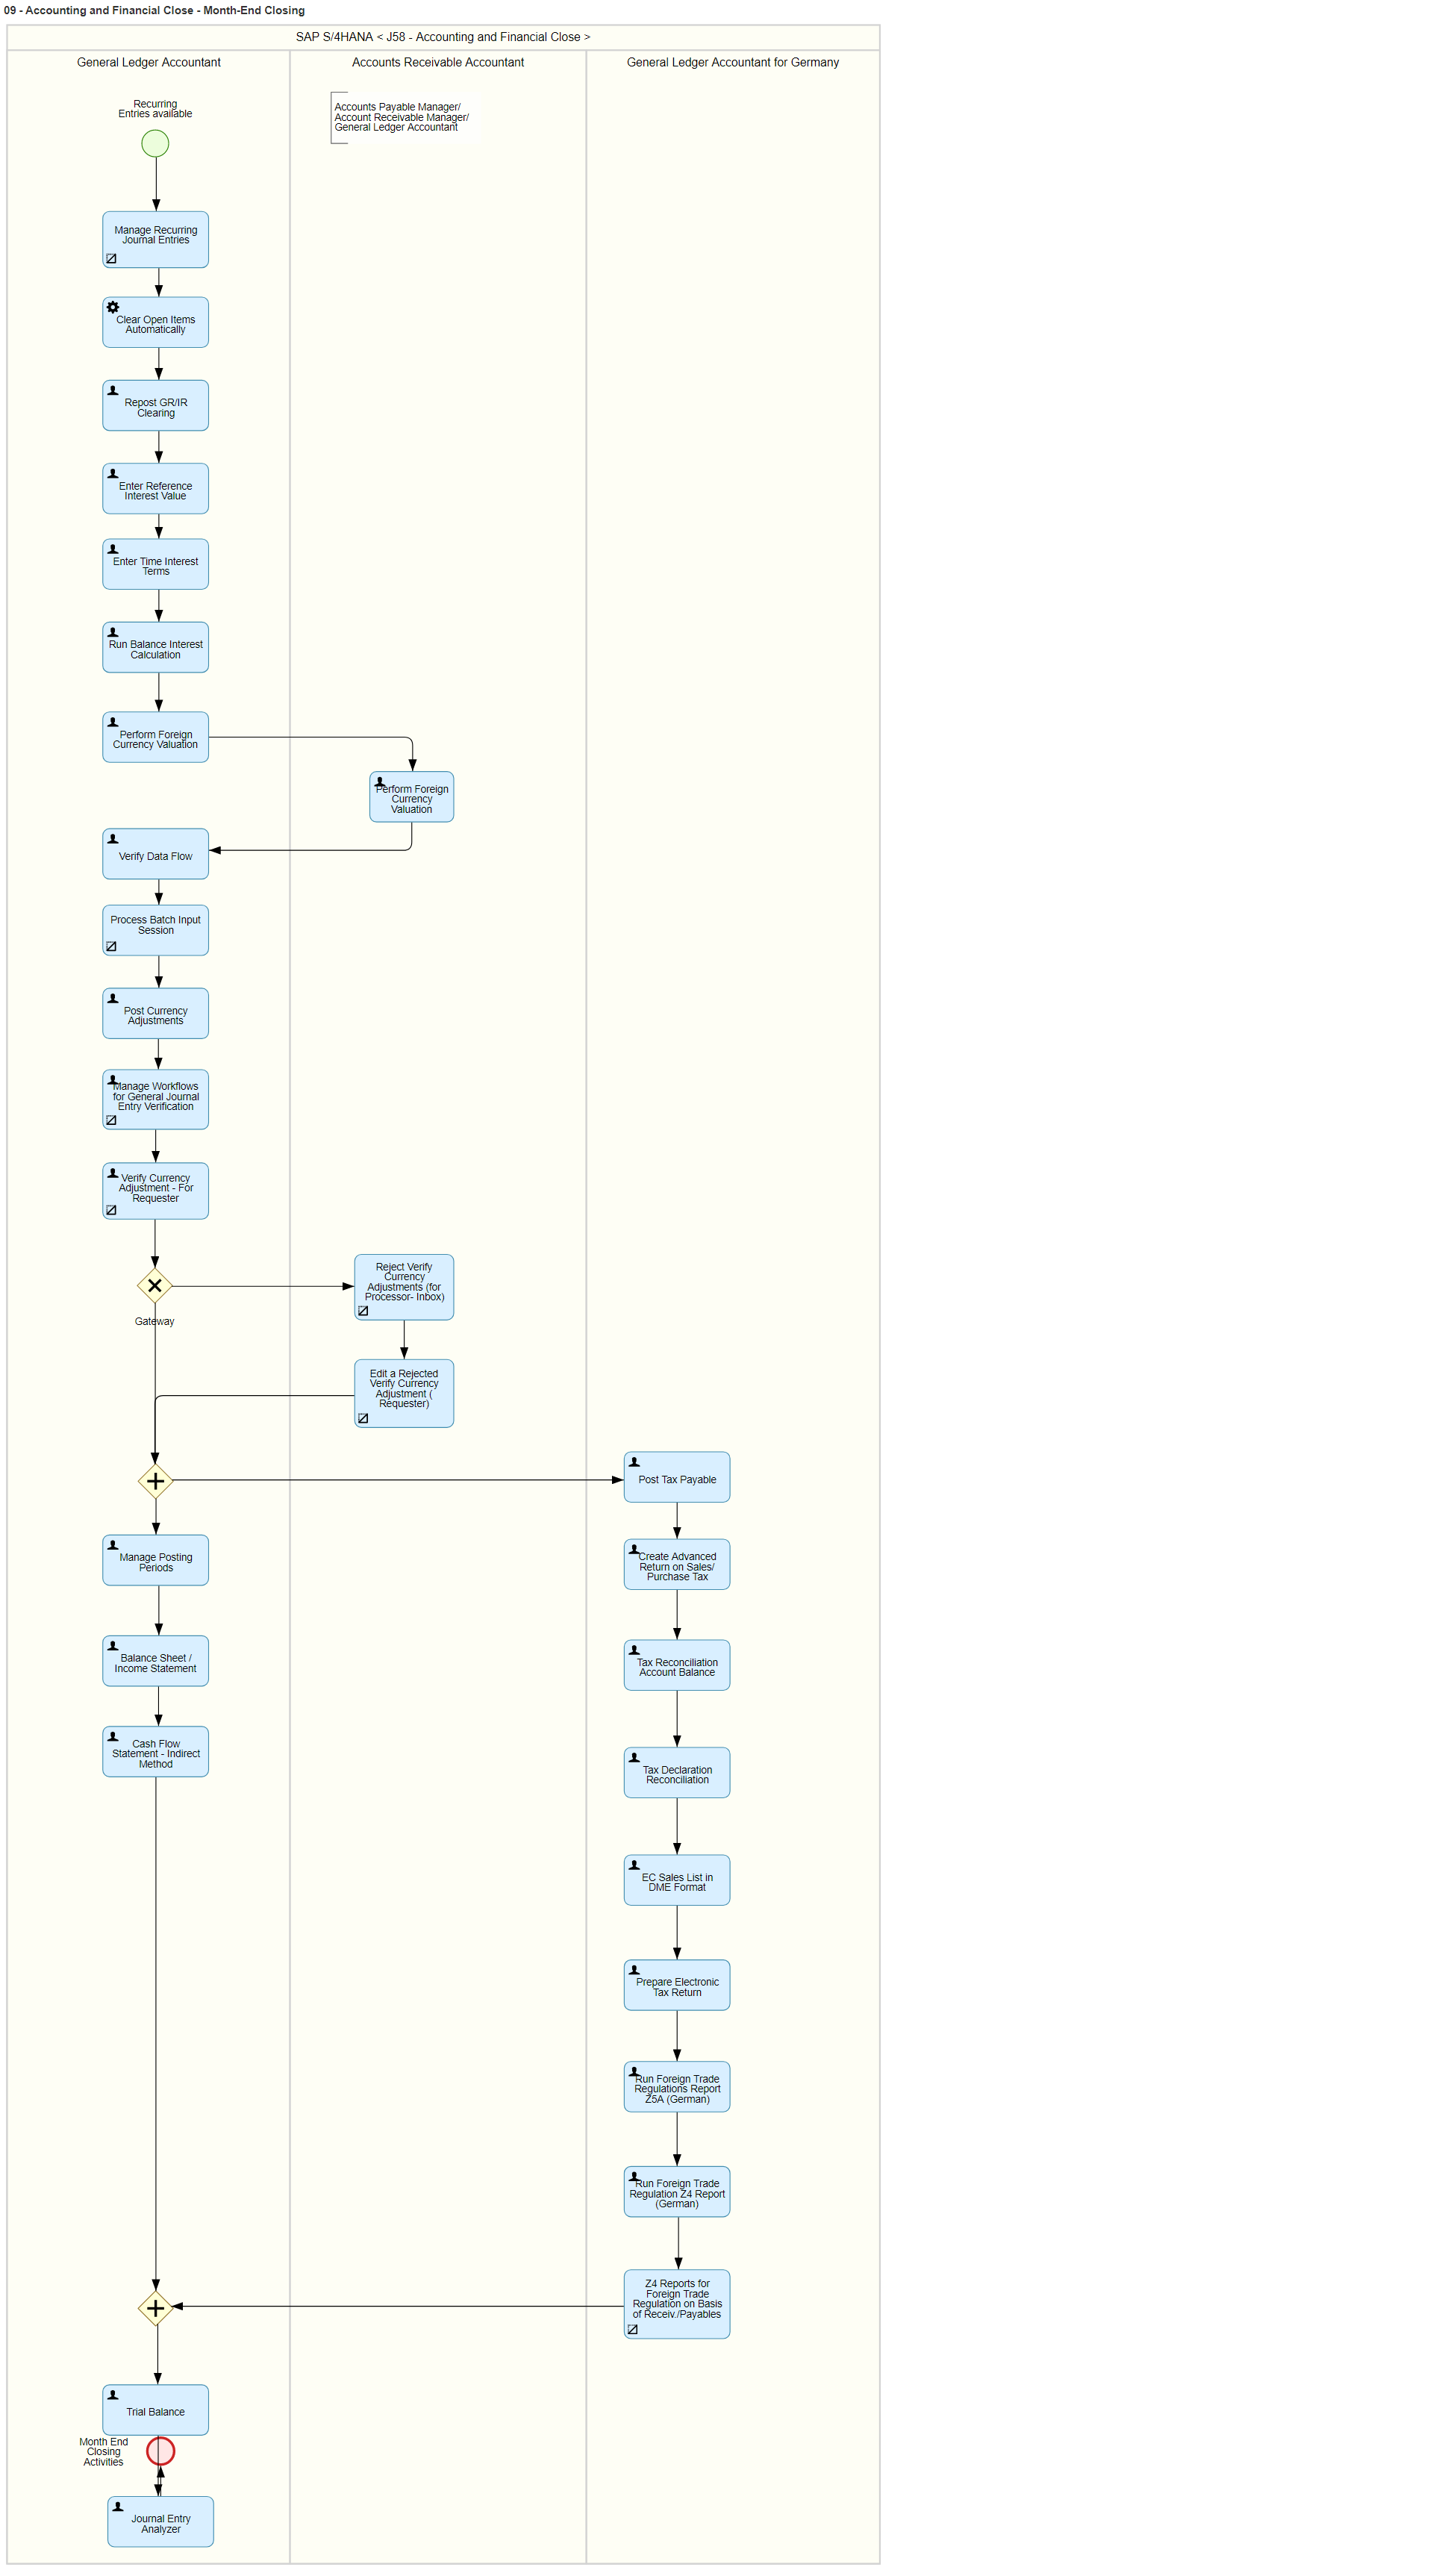 09 - Accounting and Financial Close - Month-End Closing
SAP S/4HANA < J58 - Accounting and Financial Close >
General Ledger Accountant
Accounts Receivable Accountant
General Ledger Accountant for Germany
Recurring
Entries available
Accounts Payable Manager/
Account Receivable Manager/
General Ledger Accountant
Manage Recurring
Journal Entries
Clear Open Items
Automatically
Repost GR/IR
Clearing
Enter Reference
Interest Value
Enter Time Interest
Terms
Run Balance Interest
Calculation
Perform Foreign
Currency Valuation
Perform Foreign
Currency
Valuation
Verify Data Flow
Process Batch Input
Session
Post Currency
Adjustments
Manage Workflows
for General Journal
Entry Verification
Verify Currency
Adjustment - For
Requester
Reject Verify
Currency
Adjustments (for
Processor- Inbox)
Gateway
Edit a Rejected
Verify Currency
Adjustment (
Requester)
Post Tax Payable
Manage Posting
Periods
Create Advanced
Return on Sales/
Purchase Tax
Balance Sheet /
Income Statement
Tax Reconciliation
Account Balance
Cash Flow
Statement - Indirect
Method
Tax Declaration
Reconciliation
EC Sales List in
DME Format
Prepare Electronic
Tax Return
Run Foreign Trade
Regulations Report
Z5A (German)
Run Foreign Trade
Regulation Z4 Report
(German)
Z4 Reports for
Foreign Trade
Regulation on Basis
of Receiv./Payables
Trial Balance
Month End
Closing
Activities
Journal Entry
Analyzer